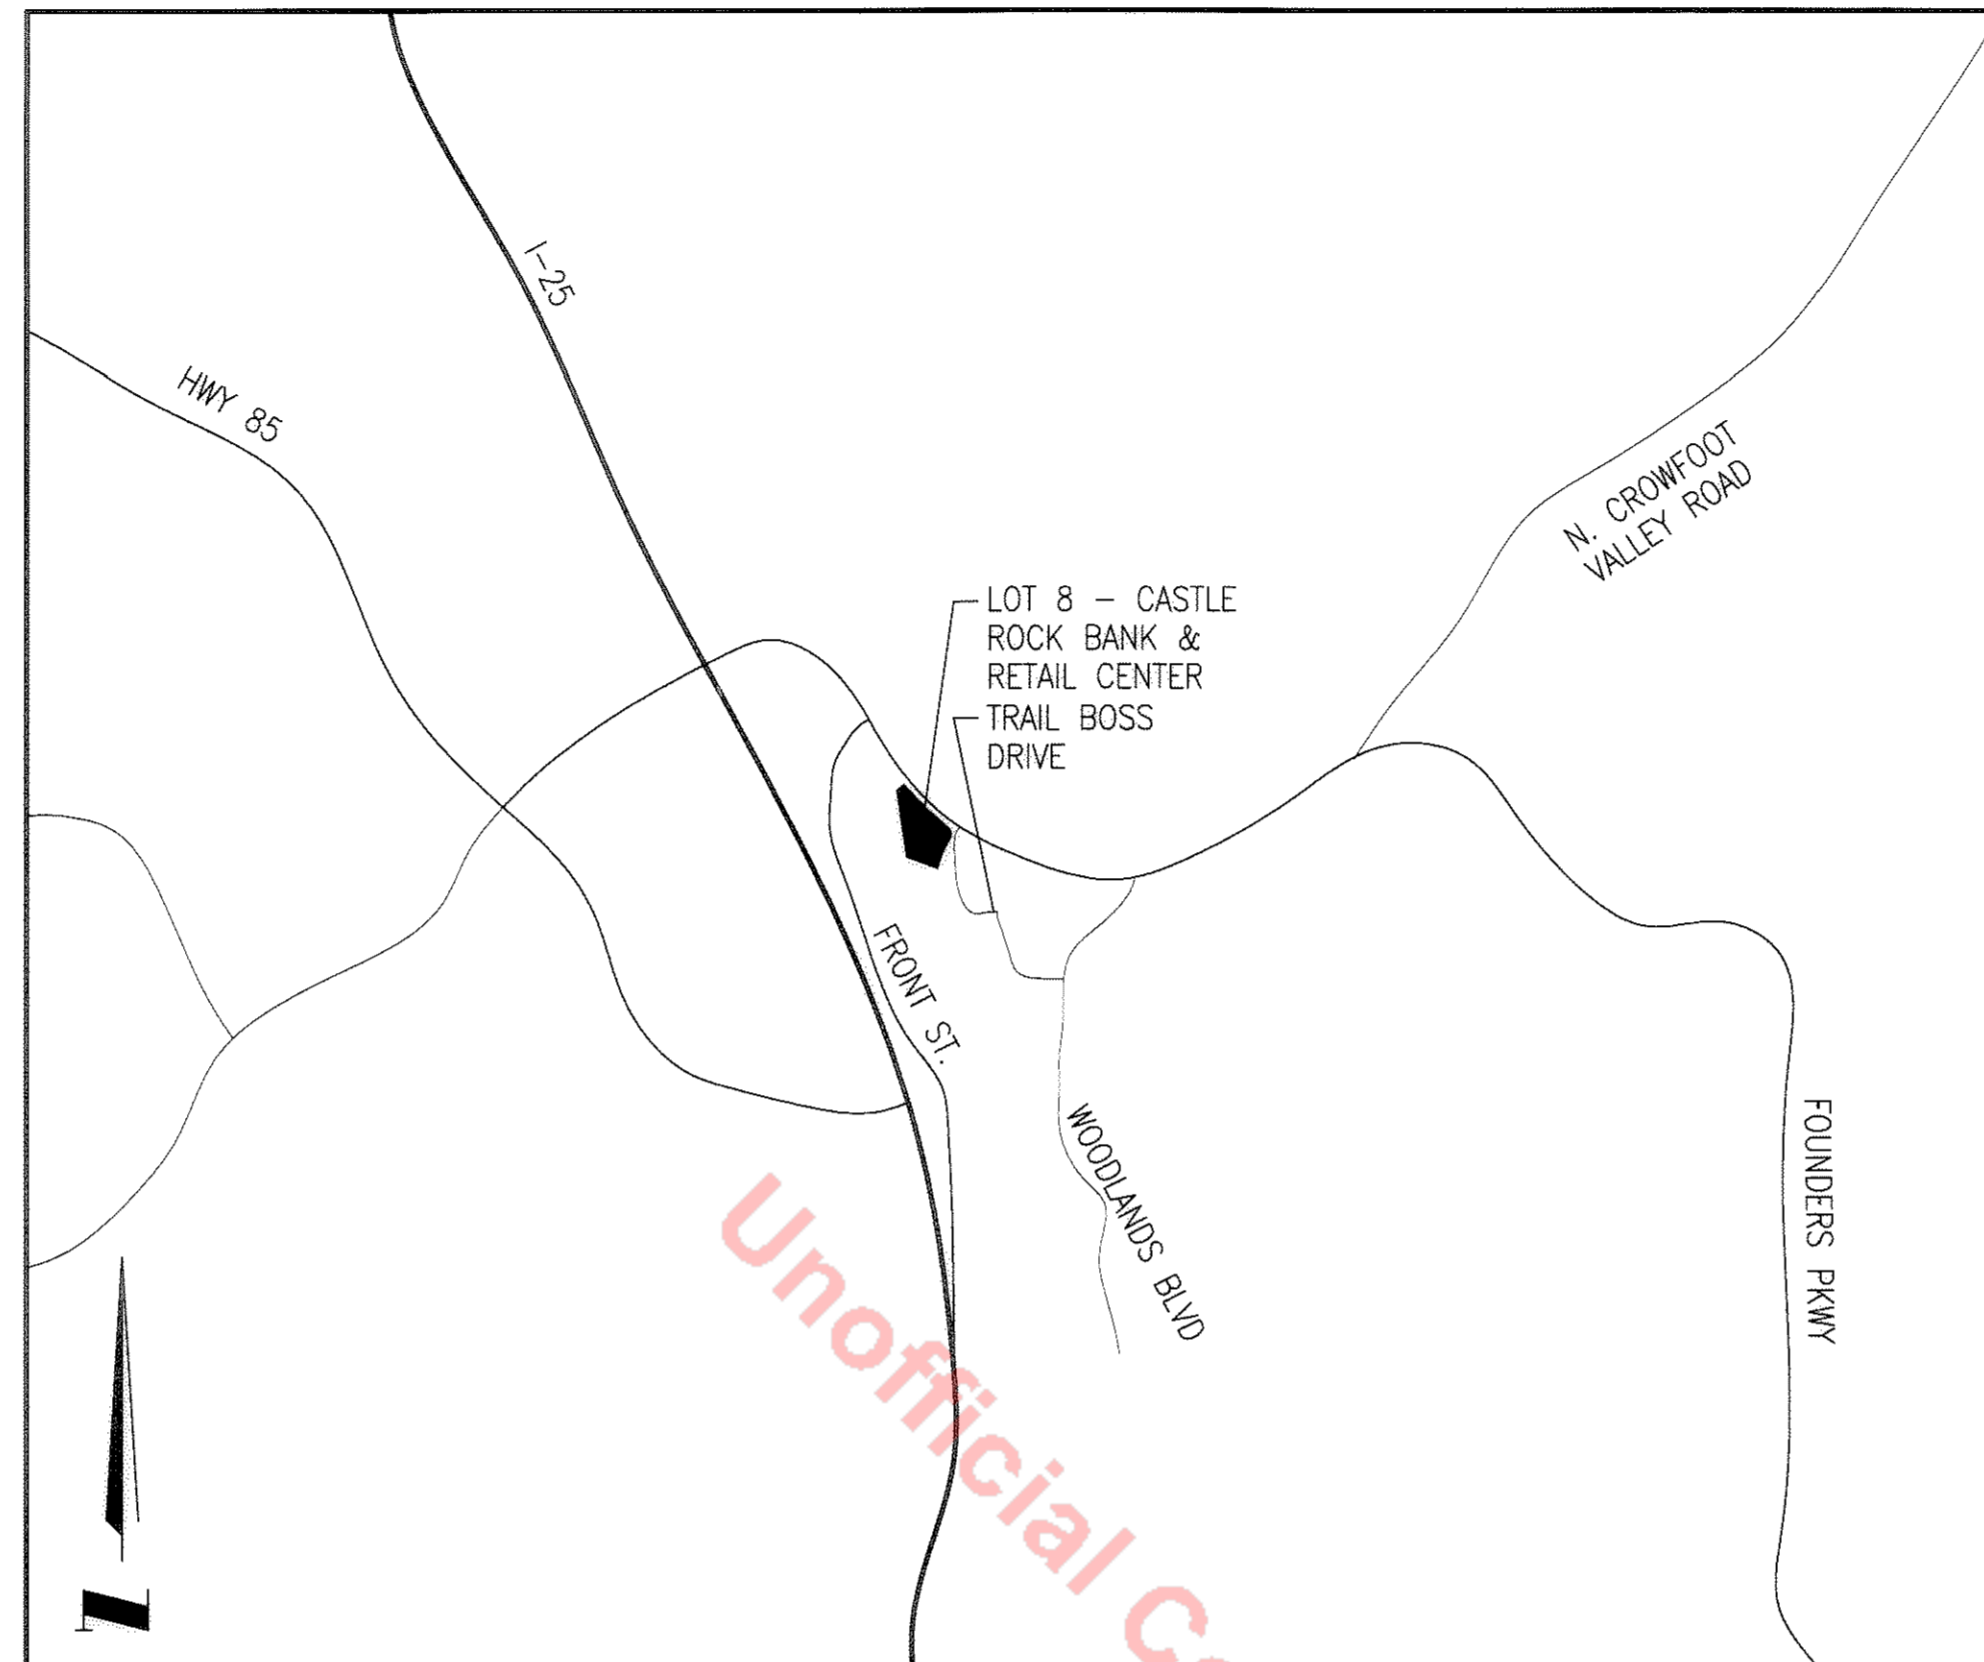 I-25
HWY 85
N. CROWFOOT
VALLEY ROAD
LOT 8 – CASTLE
ROCK BANK &
RETAIL CENTER
TRAIL BOSS
DRIVE
FRONT ST.
WOODLANDS BLVD
FOUNDERS PKWY
N
Unofficial